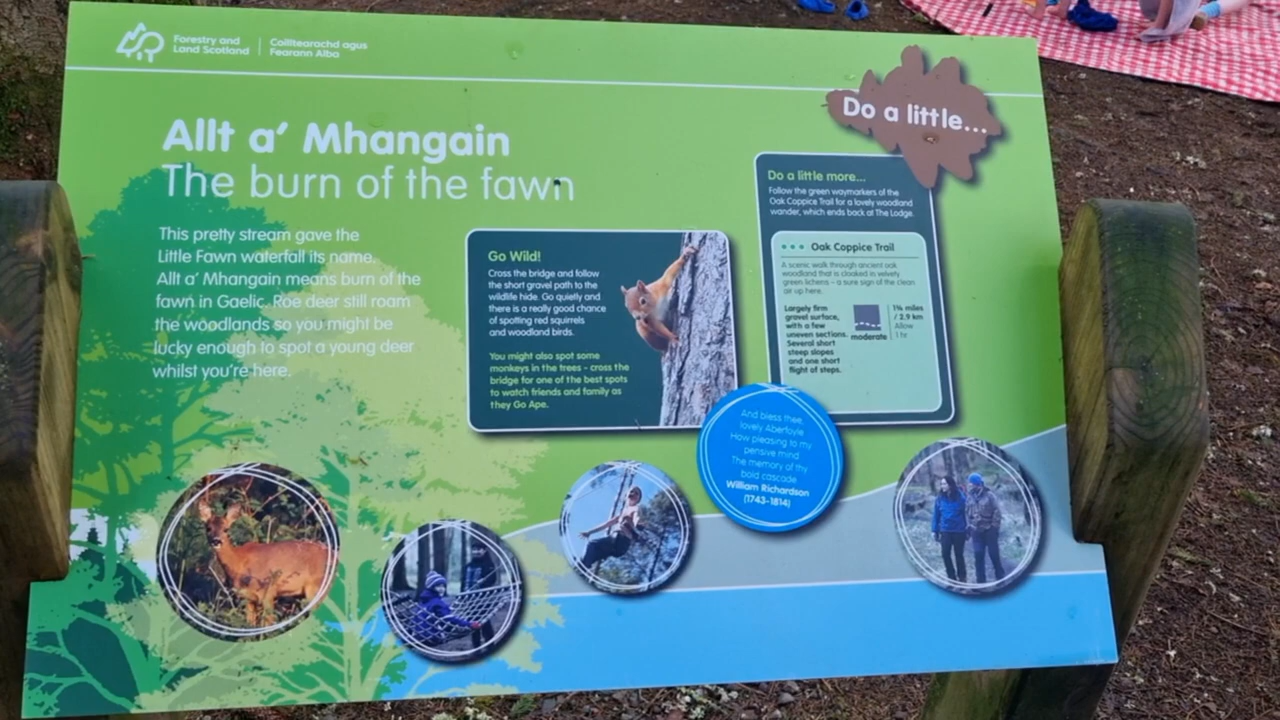 Forestry and
Land Scotland
Coilltearachd agus
Fearann Alba
Do a little...
Allt a' Mhangain
The burn of the fawn
This pretty stream gave the
Little Fawn waterfall its name.
Allt a' Mhangain means burn of the
fawn in Gaelic. Roe deer still roam
the woodlands so you might be
lucky enough to spot a young deer
whilst you're here.
Go Wild!
Cross the bridge and follow
the short gravel path to the
wildlife hide. Go quietly and
there is a really good chance
of spotting red squirrels
and woodland birds.
You might also spot some
monkeys in the trees - cross the
bridge for one of the best spots
to watch friends and family as
they Go Ape.
Do a little more...
Follow the green waymarkers of the
Oak Coppice Trail for a lovely woodland
wander, which ends back at The Lodge.
Oak Coppice Trail
A scenic walk through ancient oak
woodland that is cloaked in velvety
green lichens – a sure sign of the clean
air up here.
Largely firm
gravel surface,
with a few
uneven sections.
Several short
steep slopes
and one short
flight of steps.
moderate
1¾ miles
/ 2.9 km
Allow
1 hr
And bless thee,
lovely Aberfoyle
How pleasing to my
pensive mind
The memory of thy
bold cascade
William Richardson
(1743-1814)